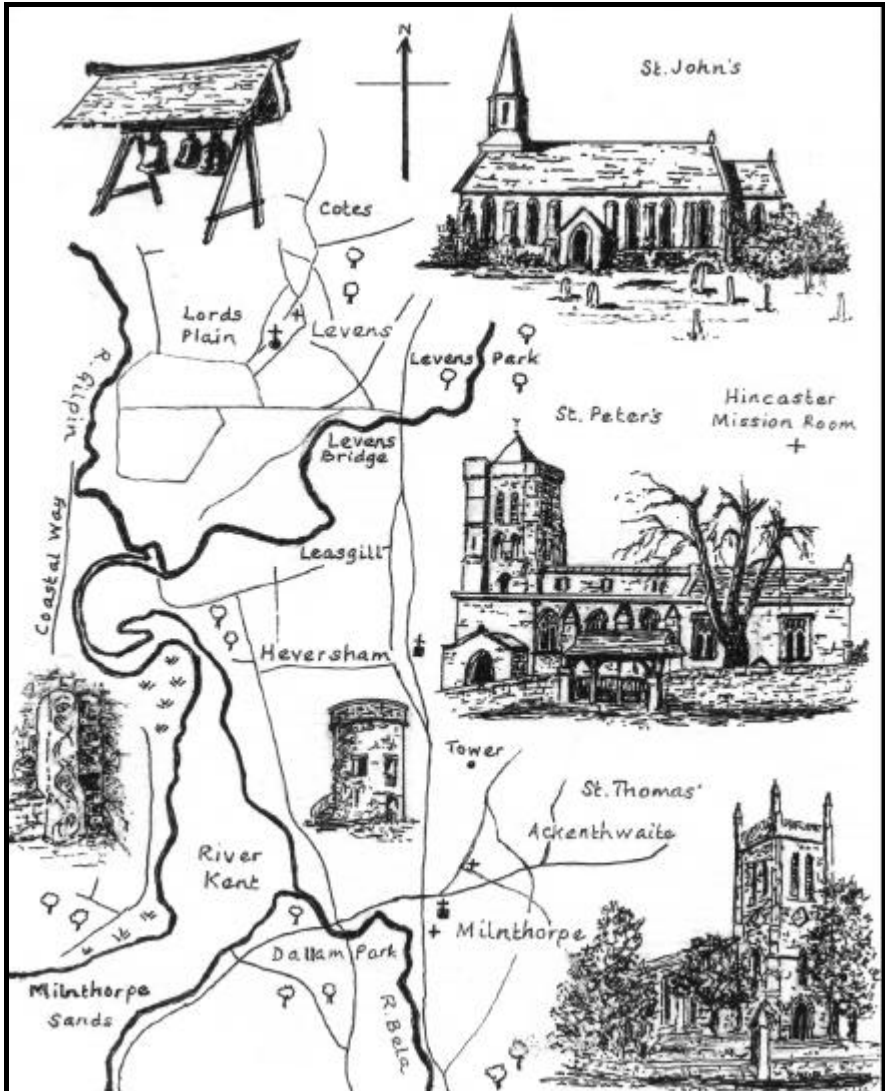 N
St. John's
Cotes
Lords
Plain
Levens
R. Gilpin
Levens Park
Hincaster
Mission Room
St. Peter's
Levens
Bridge
Coastal Way
Leasgill
Heversham
Tower
St. Thomas'
Ackenthwaite
River
Kent
Milnthorpe
Dallam Park
Milnthorpe
Sands
R. Bela